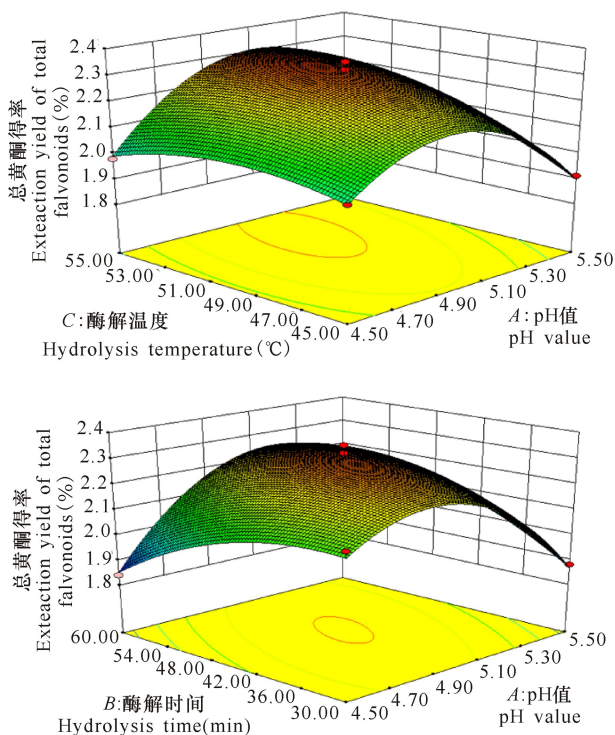 2.4
2.3
2.2
2.1
2.0
1.9
1.8
总黄酮得率
Exteaction yield of total
falvonoids(%)
55.00
53.00
51.00
49.00
47.00
45.00
C:酶解温度
Hydrolysis temperature(℃)
4.50
4.70
4.90
5.10
5.30
5.50
A:pH值
pH value
2.4
2.3
2.2
2.1
2.0
1.9
1.8
总黄酮得率
Exteaction yield of total
falvonoids(%)
60.00
54.00
48.00
42.00
36.00
30.00
B:酶解时间
Hydrolysis time(min)
4.50
4.70
4.90
5.10
5.30
5.50
A:pH值
pH value